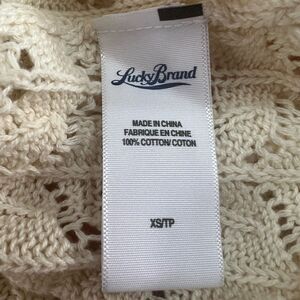 Lucky Brand
MADE IN CHINA
FABRIQUE EN CHINE
100% COTTON/COTON
XS/TP